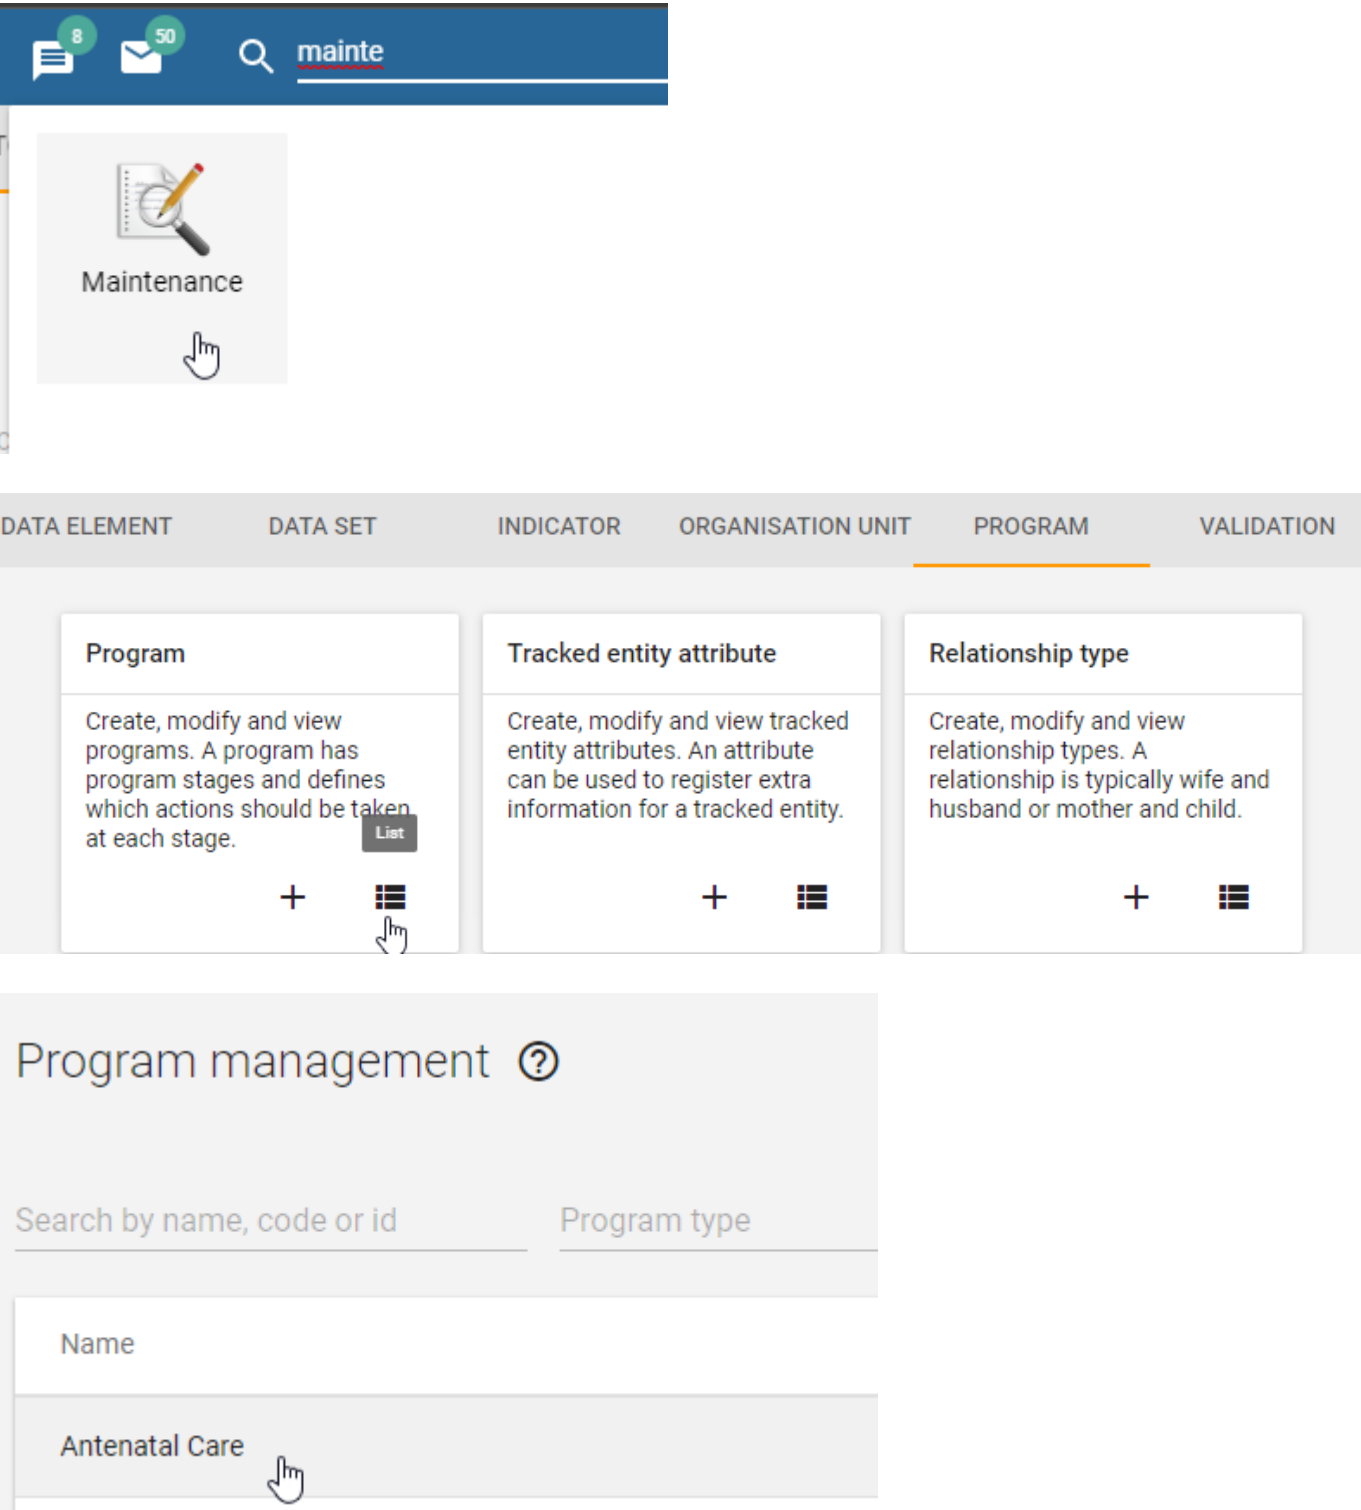 8
50
mainte
Maintenance
DATA ELEMENT
DATA SET
INDICATOR
ORGANISATION UNIT
PROGRAM
VALIDATION
Program
Create, modify and view
programs. A program has
program stages and defines
which actions should be taken
at each stage.
List
Tracked entity attribute
Create, modify and view tracked
entity attributes. An attribute
can be used to register extra
information for a tracked entity.
Relationship type
Create, modify and view
relationship types. A
relationship is typically wife and
husband or mother and child.
Program management
Search by name, code or id
Program type
Name
Antenatal Care